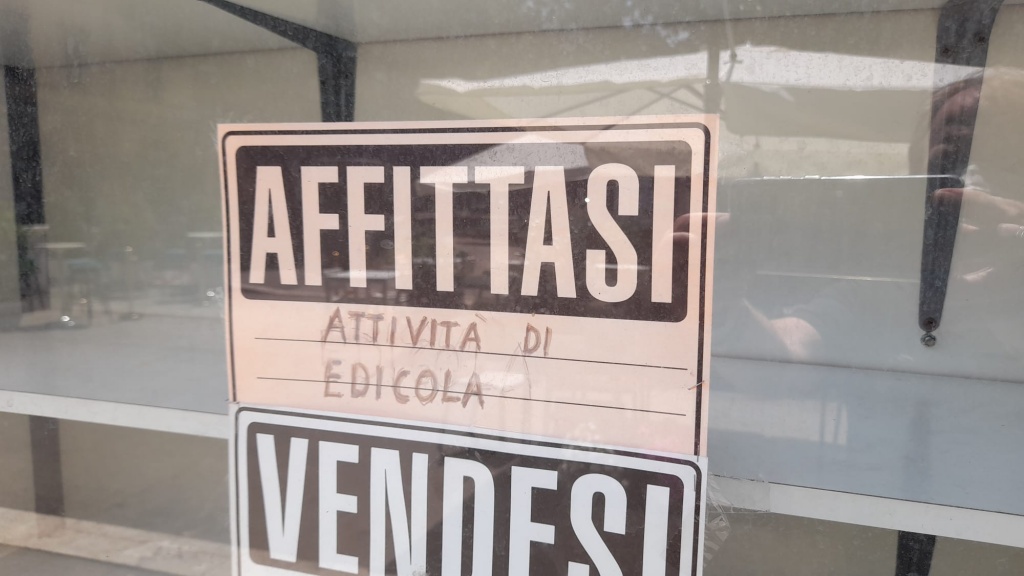 AFFITTASI
ATTIVITÀ DI
EDICOLA
VENDESI